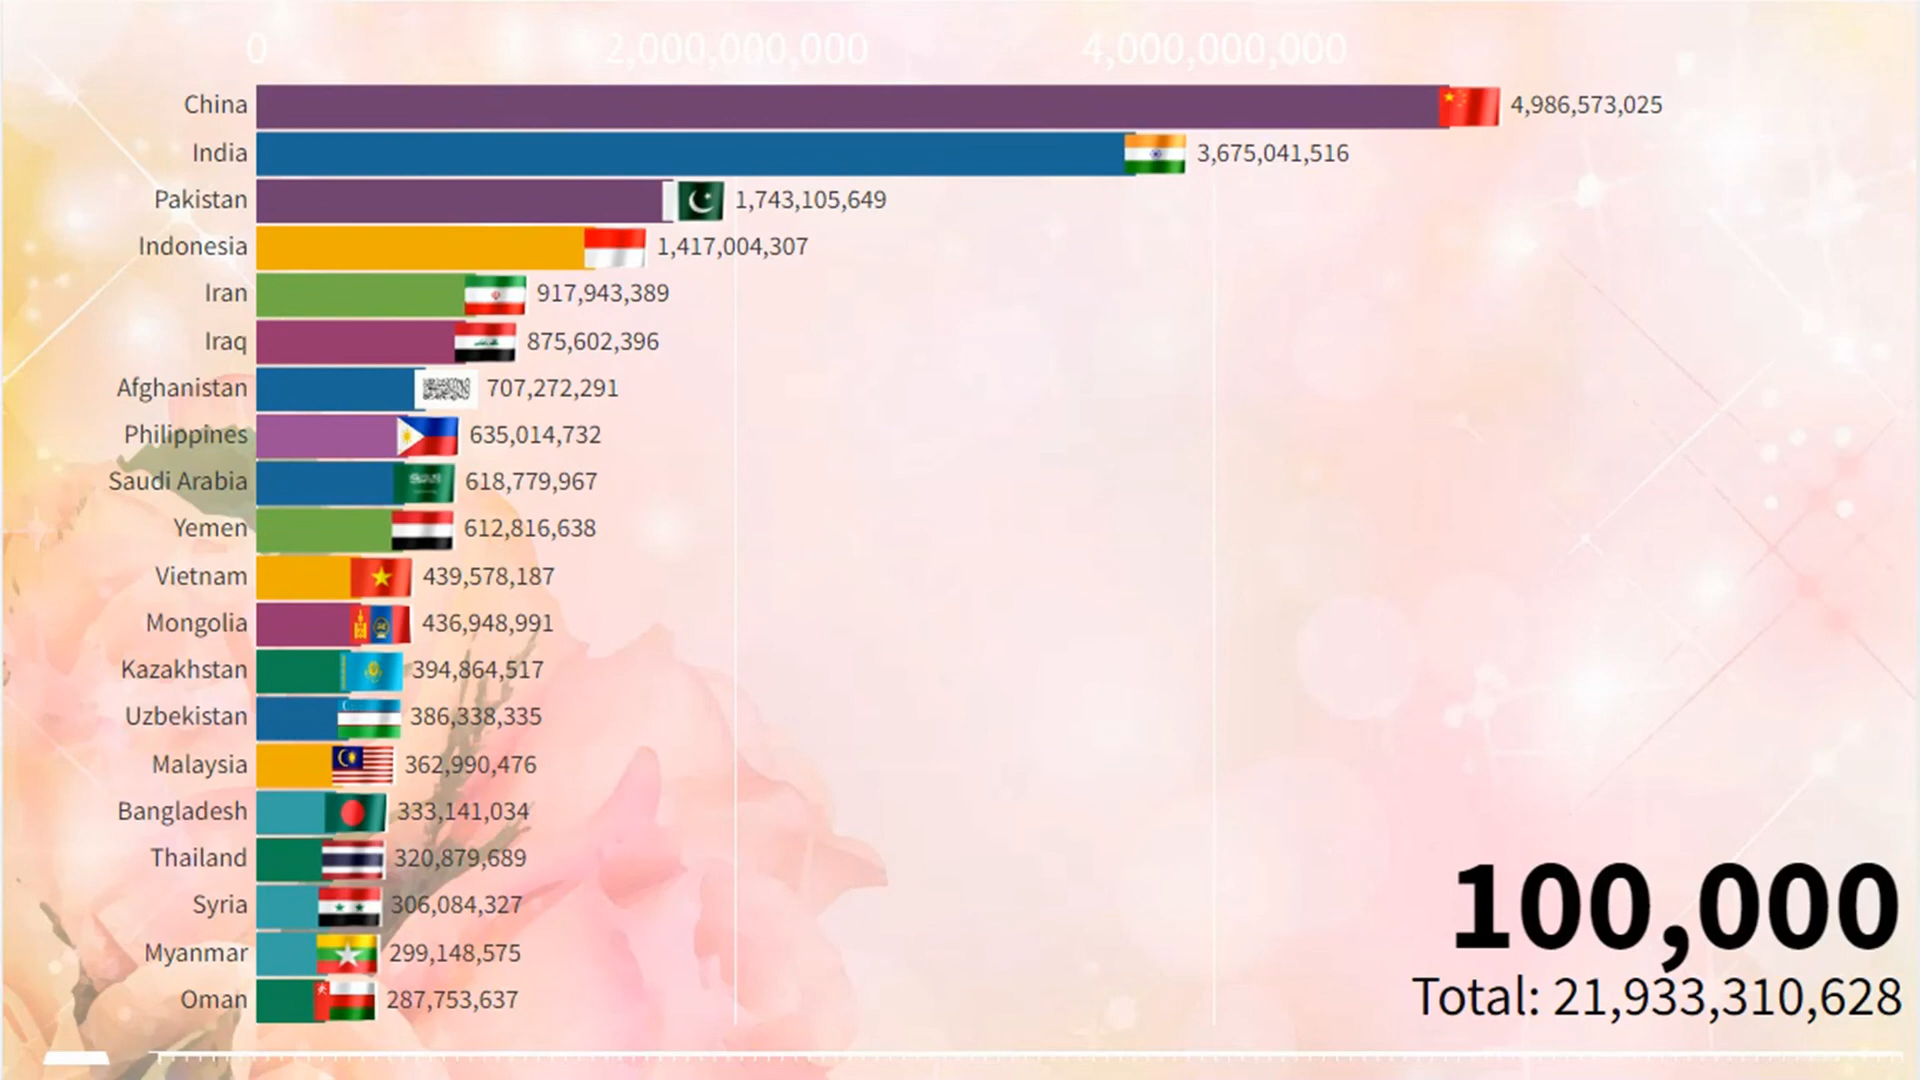 0 2,000,000,000 4,000,000,000
China 4,986,573,025
India 3,675,041,516
Pakistan 1,743,105,649
Indonesia 1,417,004,307
Iran 917,943,389
Iraq 875,602,396
Afghanistan 707,272,291
Philippines 635,014,732
Saudi Arabia 618,779,967
Yemen 612,816,638
Vietnam 439,578,187
Mongolia 436,948,991
Kazakhstan 394,864,517
Uzbekistan 386,338,335
Malaysia 362,990,476
Bangladesh 333,141,034
Thailand 320,879,689
Syria 306,084,327
Myanmar 299,148,575
Oman 287,753,637
100,000
Total: 21,933,310,628